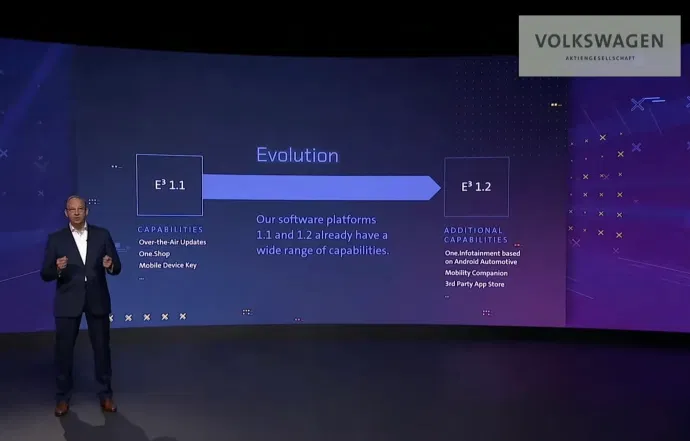 VOLKSWAGEN
AKTIENGESELLSCHAFT
Evolution
E³ 1.1
E³ 1.2
Our software platforms
1.1 and 1.2 already have a
wide range of capabilities.
CAPABILITIES
Over-the-Air Updates
One.Shop
Mobile Device Key
...
ADDITIONAL
CAPABILITIES
One.Infotainment based
on Android Automotive
Mobility Companion
3rd Party App Store
...